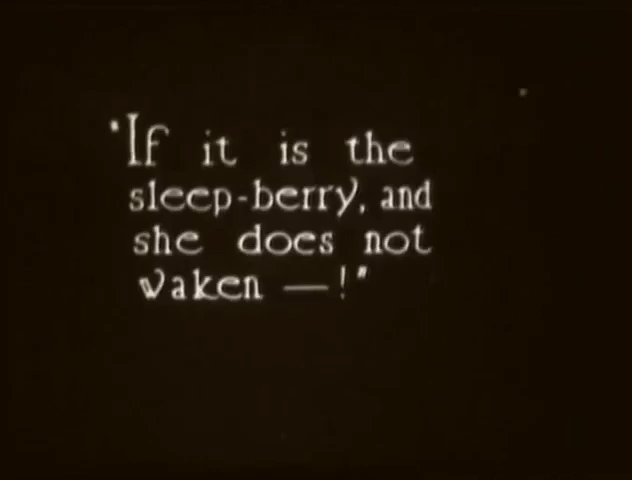 "If it is the
sleep-berry, and
she does not
waken —!"